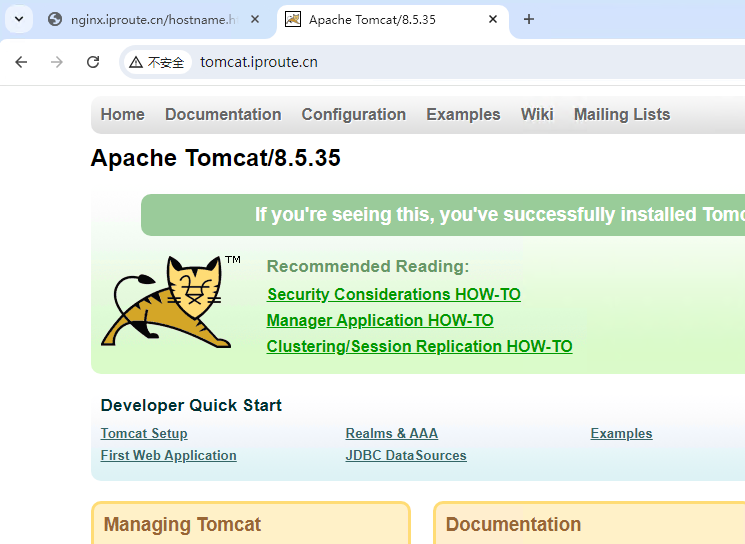 nginx.iproute.cn/hostname.h
Apache Tomcat/8.5.35
不安全
tomcat.iproute.cn
Home Documentation Configuration Examples Wiki Mailing Lists
Apache Tomcat/8.5.35
If you're seeing this, you've successfully installed Tomc
TM
Recommended Reading:
Security Considerations HOW-TO
Manager Application HOW-TO
Clustering/Session Replication HOW-TO
Developer Quick Start
Tomcat Setup Realms & AAA Examples
First Web Application JDBC DataSources
Managing Tomcat Documentation